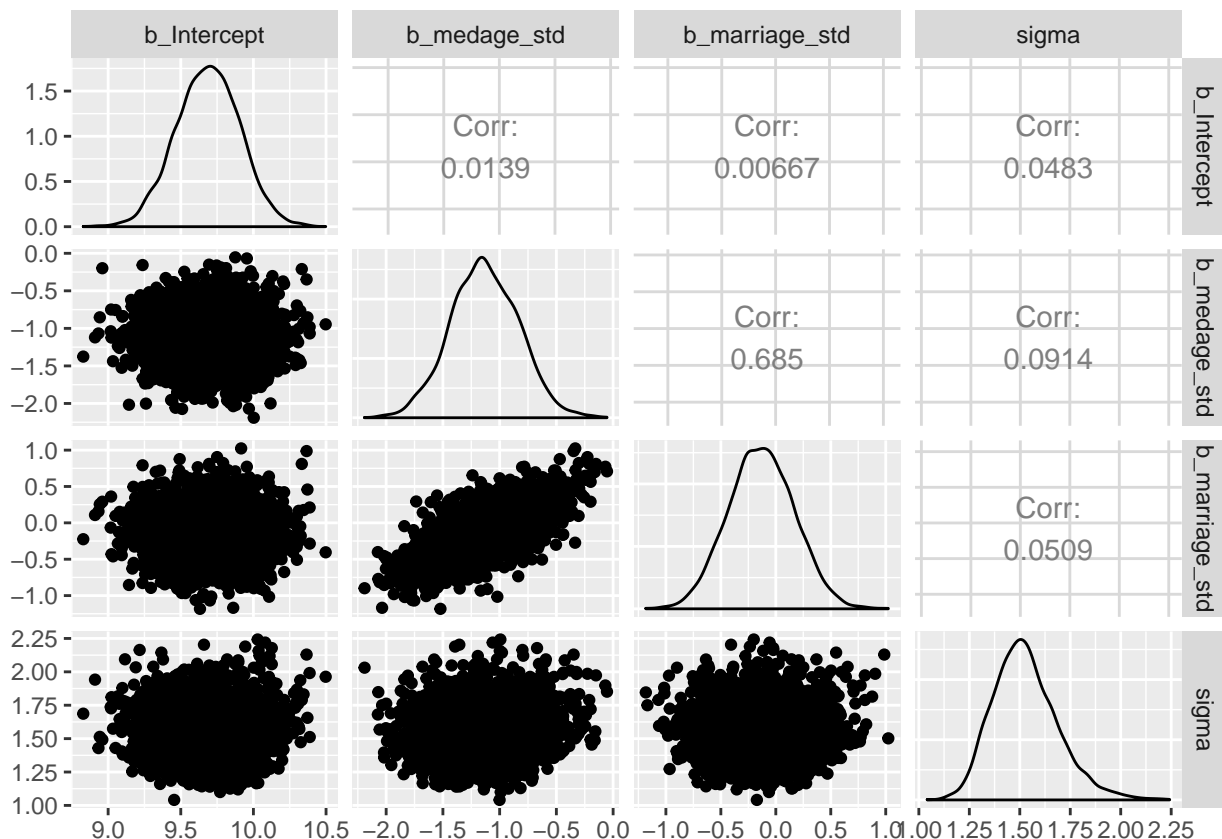 b_Intercept b_medage_std b_marriage_std sigma
1.5
1.0
0.5
0.0
Corr:
0.0139
Corr:
0.00667
Corr:
0.0483
b_Intercept
0.0
−0.5
−1.0
−1.5
−2.0
Corr:
0.685
Corr:
0.0914
b_medage_std
1.0
0.5
0.0
−0.5
−1.0
Corr:
0.0509
b_marriage_std
2.25
2.00
1.75
1.50
1.25
1.00
sigma
9.0 9.5 10.0 10.5 −2.0 −1.5 −1.0 −0.5 0.0 −1.0 −0.5 0.0 0.5 1.0 1.00 1.25 1.50 1.75 2.00 2.25